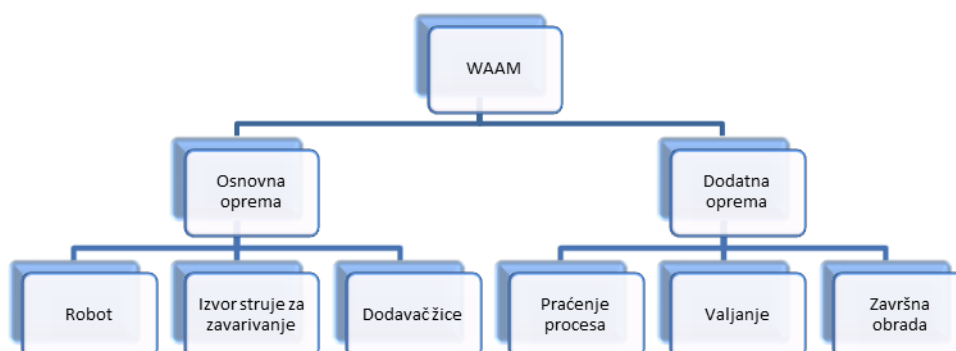 WAAM
Osnovna
oprema
Dodatna
oprema
Robot
Izvor struje za
zavarivanje
Dodavač žice
Praćenje
procesa
Valjanje
Završna
obrada